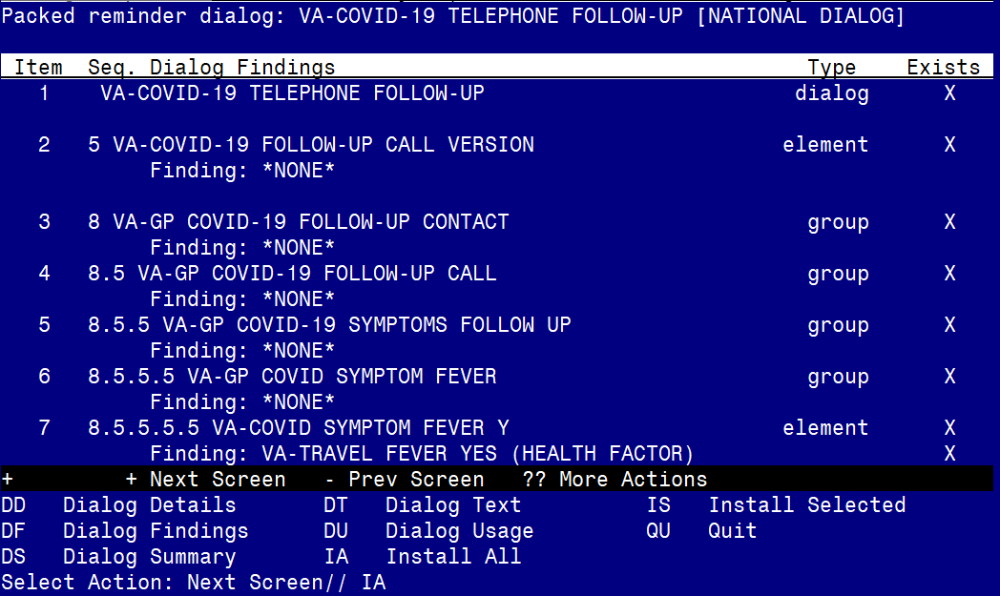 Packed reminder dialog: VA-COVID-19 TELEPHONE FOLLOW-UP [NATIONAL DIALOG]
Item  Seq. Dialog Findings  Type  Exists
1  VA-COVID-19 TELEPHONE FOLLOW-UP  dialog  X
2  5 VA-COVID-19 FOLLOW-UP CALL VERSION  element  X
Finding: *NONE*
3  8 VA-GP COVID-19 FOLLOW-UP CONTACT  group  X
Finding: *NONE*
4  8.5 VA-GP COVID-19 FOLLOW-UP CALL  group  X
Finding: *NONE*
5  8.5.5 VA-GP COVID-19 SYMPTOMS FOLLOW UP  group  X
Finding: *NONE*
6  8.5.5.5 VA-GP COVID SYMPTOM FEVER  group  X
Finding: *NONE*
7  8.5.5.5.5 VA-COVID SYMPTOM FEVER Y  element  X
Finding: VA-TRAVEL FEVER YES (HEALTH FACTOR)  X
+  + Next Screen  - Prev Screen  ?? More Actions
DD  Dialog Details  DT  Dialog Text  IS  Install Selected
DF  Dialog Findings  DU  Dialog Usage  QU  Quit
DS  Dialog Summary  IA  Install All
Select Action: Next Screen// IA